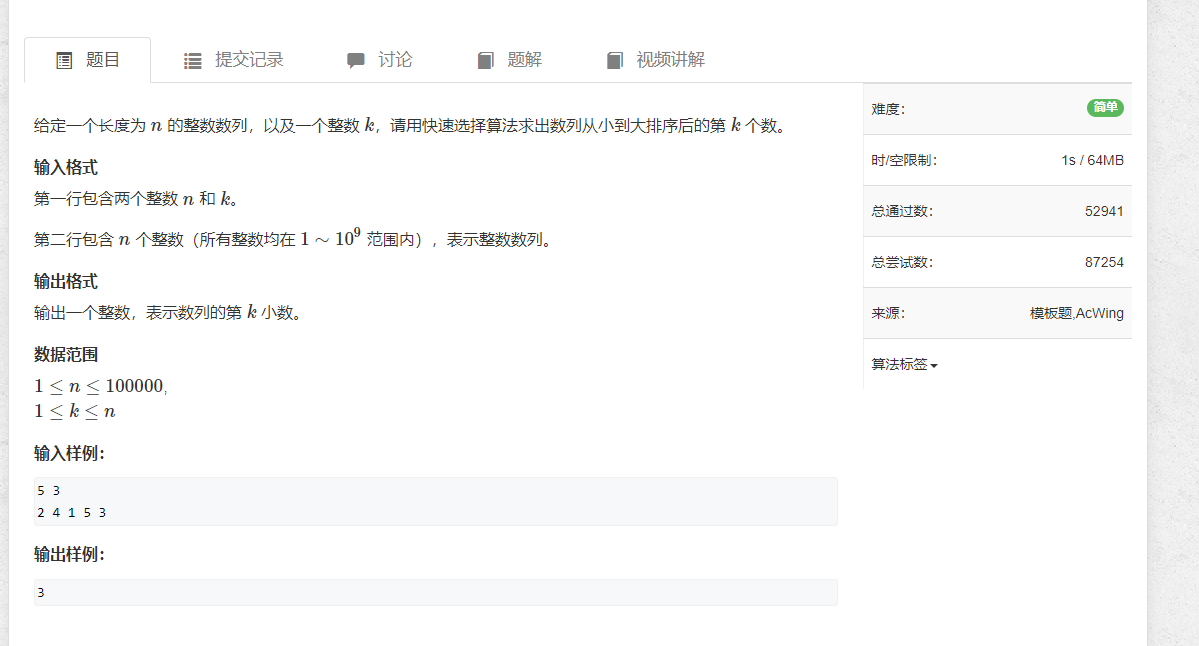 题目 提交记录 讨论 题解 视频讲解
给定一个长度为 n 的整数数列，以及一个整数 k，请用快速选择算法求出数列从小到大排序后的第 k 个数。
输入格式
第一行包含两个整数 n 和 k。
第二行包含 n 个整数（所有整数均在 1 ∼ 10⁹ 范围内），表示整数数列。
输出格式
输出一个整数，表示数列的第 k 小数。
数据范围
1 ≤ n ≤ 100000,
1 ≤ k ≤ n
输入样例：
5 3
2 4 1 5 3
输出样例：
3
难度： 简单
时/空限制： 1s / 64MB
总通过数： 52941
总尝试数： 87254
来源： 模板题,AcWing
算法标签